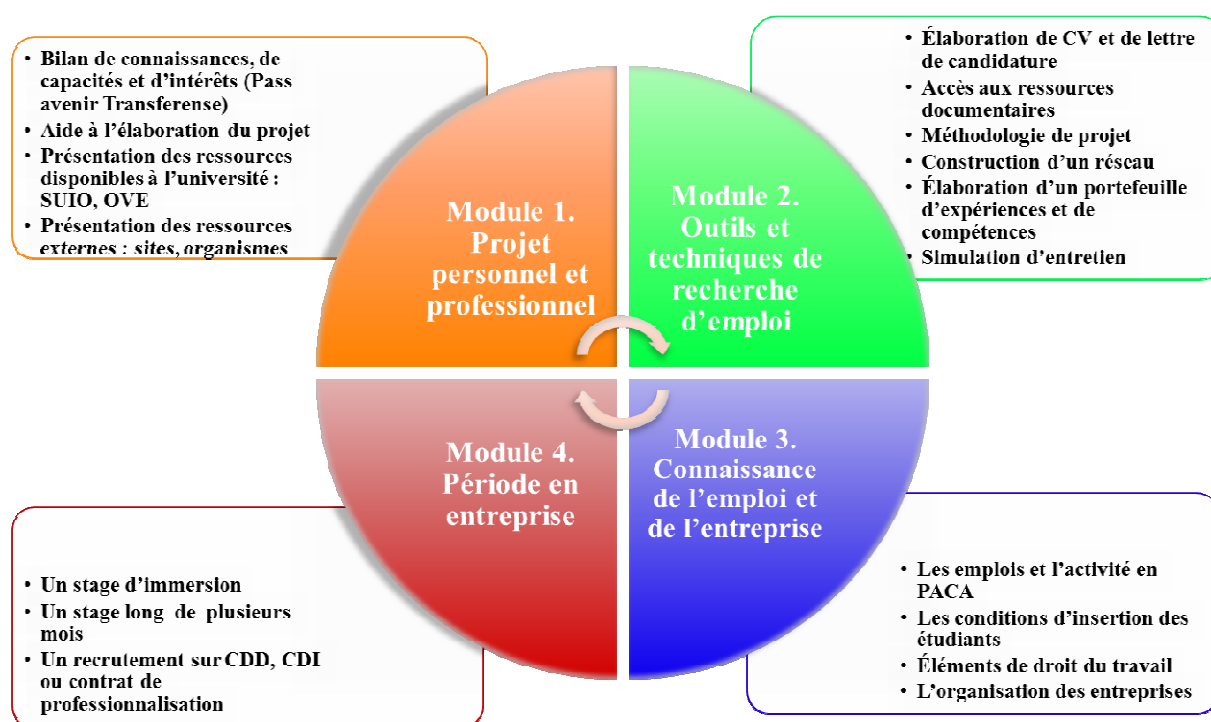 • Bilan de connaissances, de
capacités et d’intérêts (Pass
avenir Transferense)
• Aide à l’élaboration du projet
• Présentation des ressources
disponibles à l’université :
SUIO, OVE
• Présentation des ressources
externes : sites, organismes
Module 1.
Projet
personnel et
professionnel
Module 2.
Outils et
techniques de
recherche
d’emploi
• Élaboration de CV et de lettre
de candidature
• Accès aux ressources
documentaires
• Méthodologie de projet
• Construction d’un réseau
• Élaboration d’un portefeuille
d’expériences et de
compétences
• Simulation d’entretien
Module 4.
Période en
entreprise
Module 3.
Connaissance
de l’emploi et
de l’entreprise
• Un stage d’immersion
• Un stage long de plusieurs
mois
• Un recrutement sur CDD, CDI
ou contrat de
professionnalisation
• Les emplois et l’activité en
PACA
• Les conditions d’insertion des
étudiants
• Éléments de droit du travail
• L’organisation des entreprises